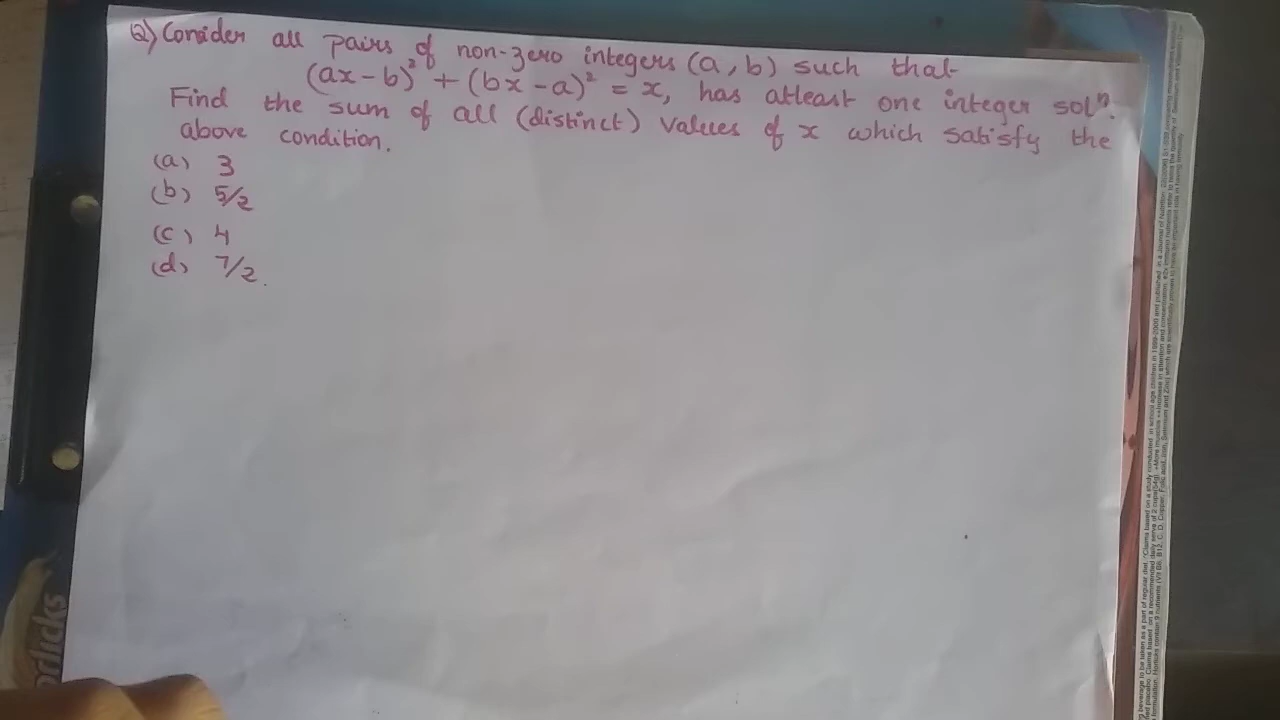 Q) Consider all pairs of non-zero integers (a, b) such that
(ax-b)² + (bx-a)² = x, has atleast one integer solⁿ.
Find the sum of all (distinct) values of x which satisfy the
above condition.
(a) 3
(b) 5/2
(c) 4
(d) 7/2.
orlicks